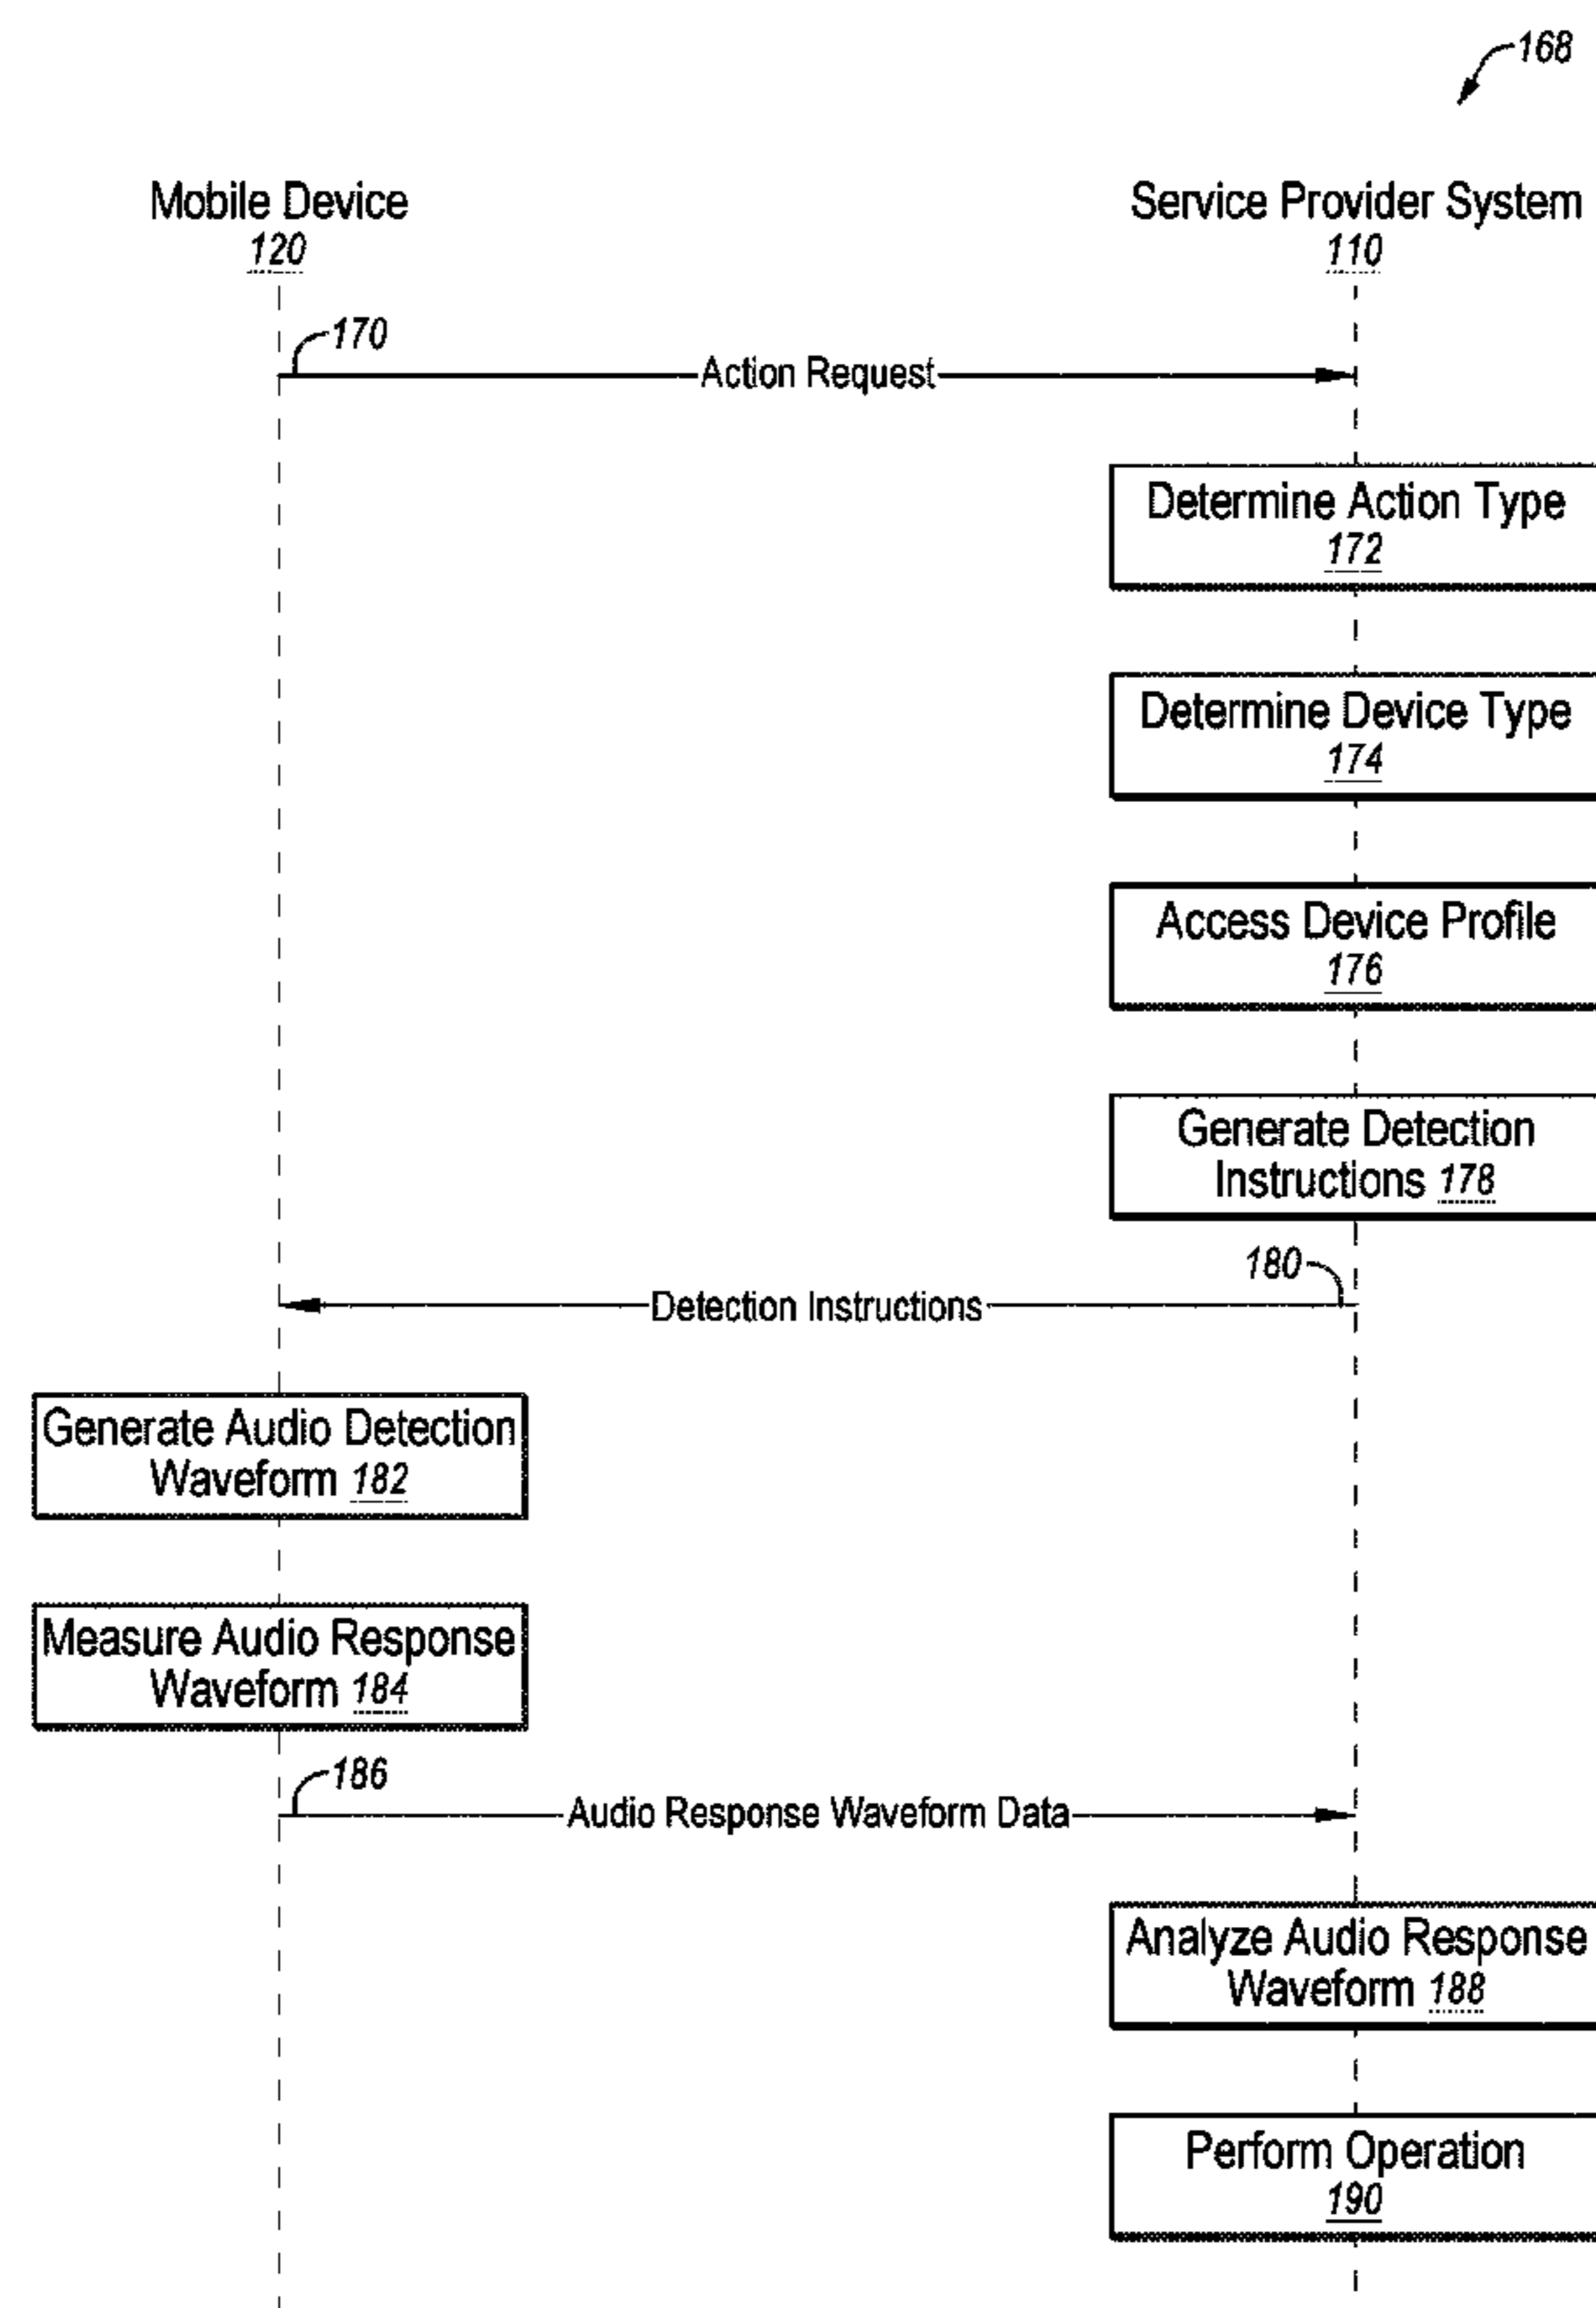 168
Mobile Device
120
Service Provider System
110
170
Action Request
Determine Action Type
172
Determine Device Type
174
Access Device Profile
176
Generate Detection
Instructions 178
180
Detection Instructions
Generate Audio Detection
Waveform 182
Measure Audio Response
Waveform 184
186
Audio Response Waveform Data
Analyze Audio Response
Waveform 188
Perform Operation
190